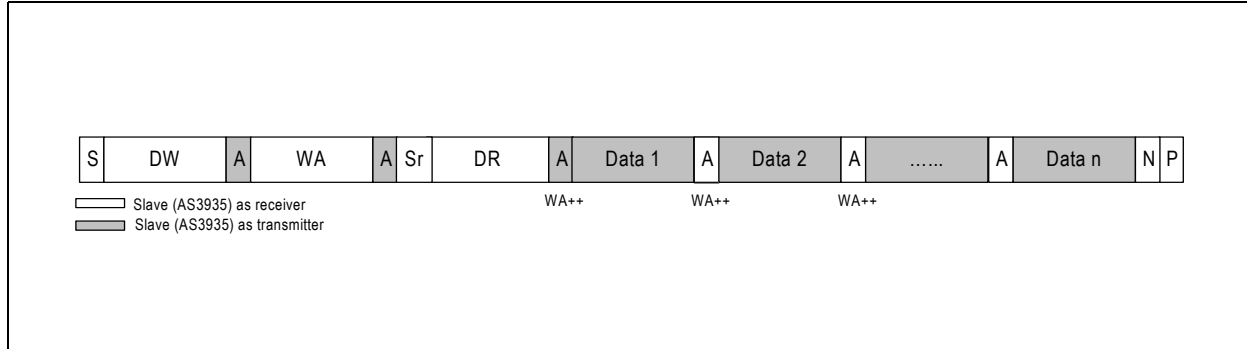 S DW A WA A Sr DR A Data 1 A Data 2 A ...... A Data n N P
WA++ WA++ WA++
Slave (AS3935) as receiver
Slave (AS3935) as transmitter